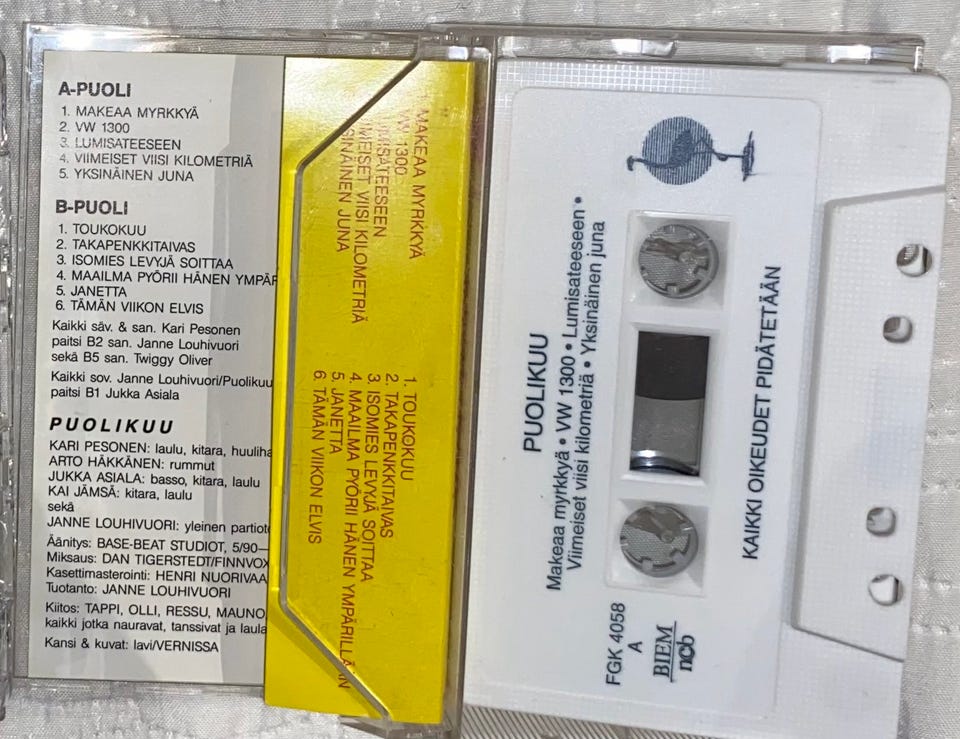 A-PUOLI
1. MAKEAA MYRKKYÄ
2. VW 1300
3. LUMISATEESEEN
4. VIIMEISET VIISI KILOMETRIÄ
5. YKSINÄINEN JUNA
B-PUOLI
1. TOUKOKUU
2. TAKAPENKKITAIVAS
3. ISOMIES LEVYJÄ SOITTAA
4. MAAILMA PYÖRII HÄNEN YMPÄR
5. JANETTA
6. TÄMÄN VIIKON ELVIS
Kaikki säv. & san. Kari Pesonen
paitsi B2 san. Janne Louhivuori
sekä B5 san. Twiggy Oliver
Kaikki sov. Janne Louhivuori/Puolikuu
paitsi B1 Jukka Asiala
PUOLIKUU
KARI PESONEN: laulu, kitara, huuliha
ARTO HÄKKÄNEN: rummut
JUKKA ASIALA: basso, kitara, laulu
KAI JÄMSÄ: kitara, laulu
sekä
JANNE LOUHIVUORI: yleinen partiot
Äänitys: BASE-BEAT STUDIOT, 5/90—
Miksaus: DAN TIGERSTEDT/FINNVOX
Kasettimasterointi: HENRI NUORIVAA
Tuotanto: JANNE LOUHIVUORI
Kiitos: TAPPI, OLLI, RESSU, MAUNO
kaikki jotka nauravat, tanssivat ja laula
Kansi & kuvat: lavi/VERNISSA
MAKEAA MYRKKYÄ
VW 1300
UMISATEESEEN
IMEISET VIISI KILOMETRIÄ
SINÄINEN JUNA
1. TOUKOKUU
2. TAKAPENKKITAIVAS
3. ISOMIES LEVYJÄ SOITTAA
4. MAAILMA PYÖRII HÄNEN YMPÄRILLÄÄN
5. JANETTA
6. TÄMÄN VIIKON ELVIS
PUOLIKUU
Makeaa myrkkyä • VW 1300 • Lumisateeseen •
Viimeiset viisi kilometriä • Yksinäinen juna
FGK 4058
A
BIEM
ncb
KAIKKI OIKEUDET PIDÄTETÄÄN